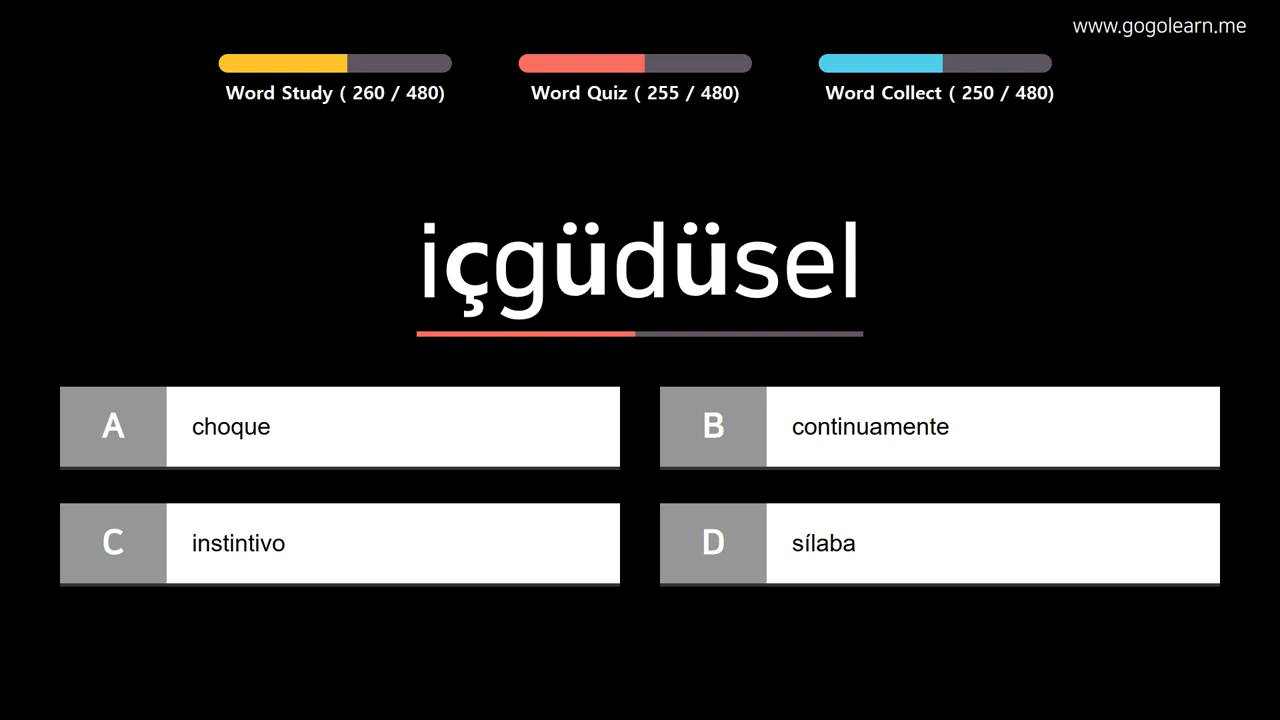 www.gogolearn.me
Word Study ( 260 / 480)
Word Quiz ( 255 / 480)
Word Collect ( 250 / 480)
içgüdüsel
A choque
B continuamente
C instintivo
D sílaba